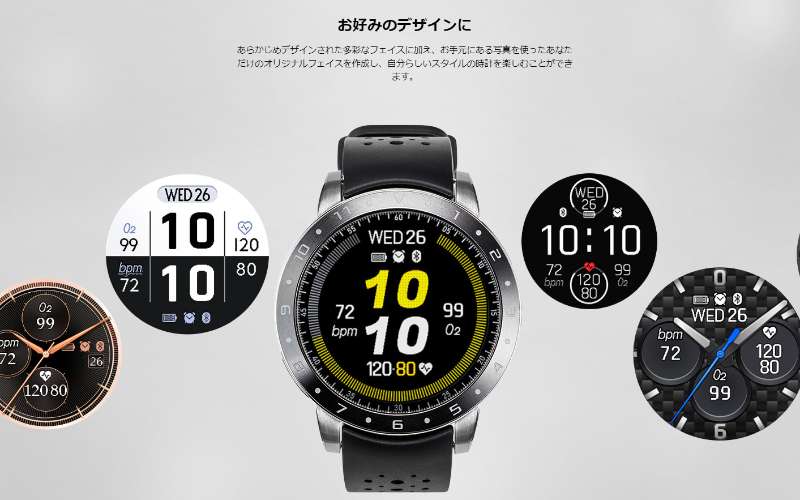 お好みのデザインに
あらかじめデザインされた多彩なフェイスに加え、お手元にある写真を使ったあなた
だけのオリジナルフェイスを作成し、自分らしいスタイルの時計を楽しむことができ
ます。
O2
99
72
bpm
26
120 80
WED 26
O2
99
10
120
bpm
72
10
80
60
WED 26
10
72
bpm
10
99
O2
120·80
30
WED
26
10:10
72
bpm
99
O2
120
80
WED 26
bpm
72
O2
99
120
80
6